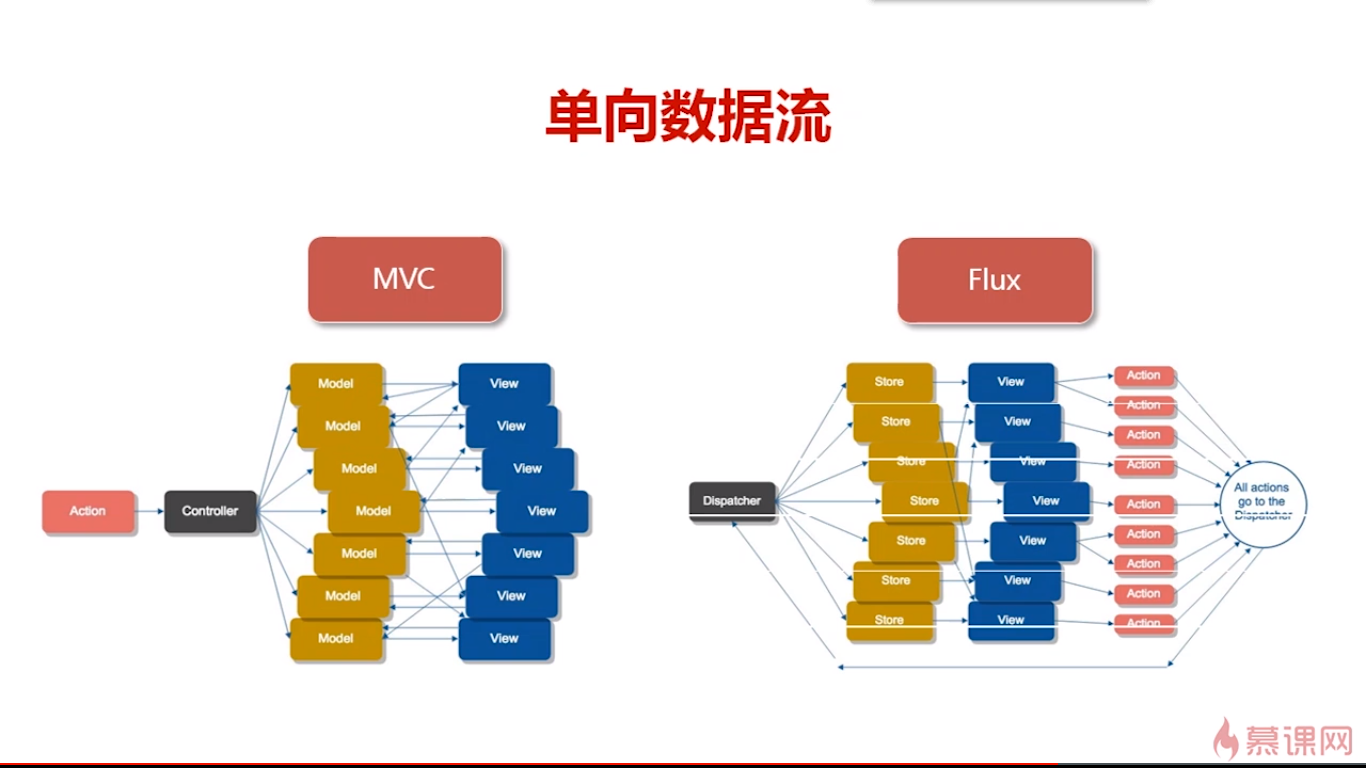 单向数据流
MVC
Flux
Action
Controller
Model
Model
Model
Model
Model
Model
Model
View
View
View
View
View
View
View
Dispatcher
Store
Store
Store
Store
Store
Store
Store
View
View
View
View
View
View
View
Action
Action
Action
Action
Action
Action
Action
Action
Action
All actions
go to the
Dispatcher
慕课网